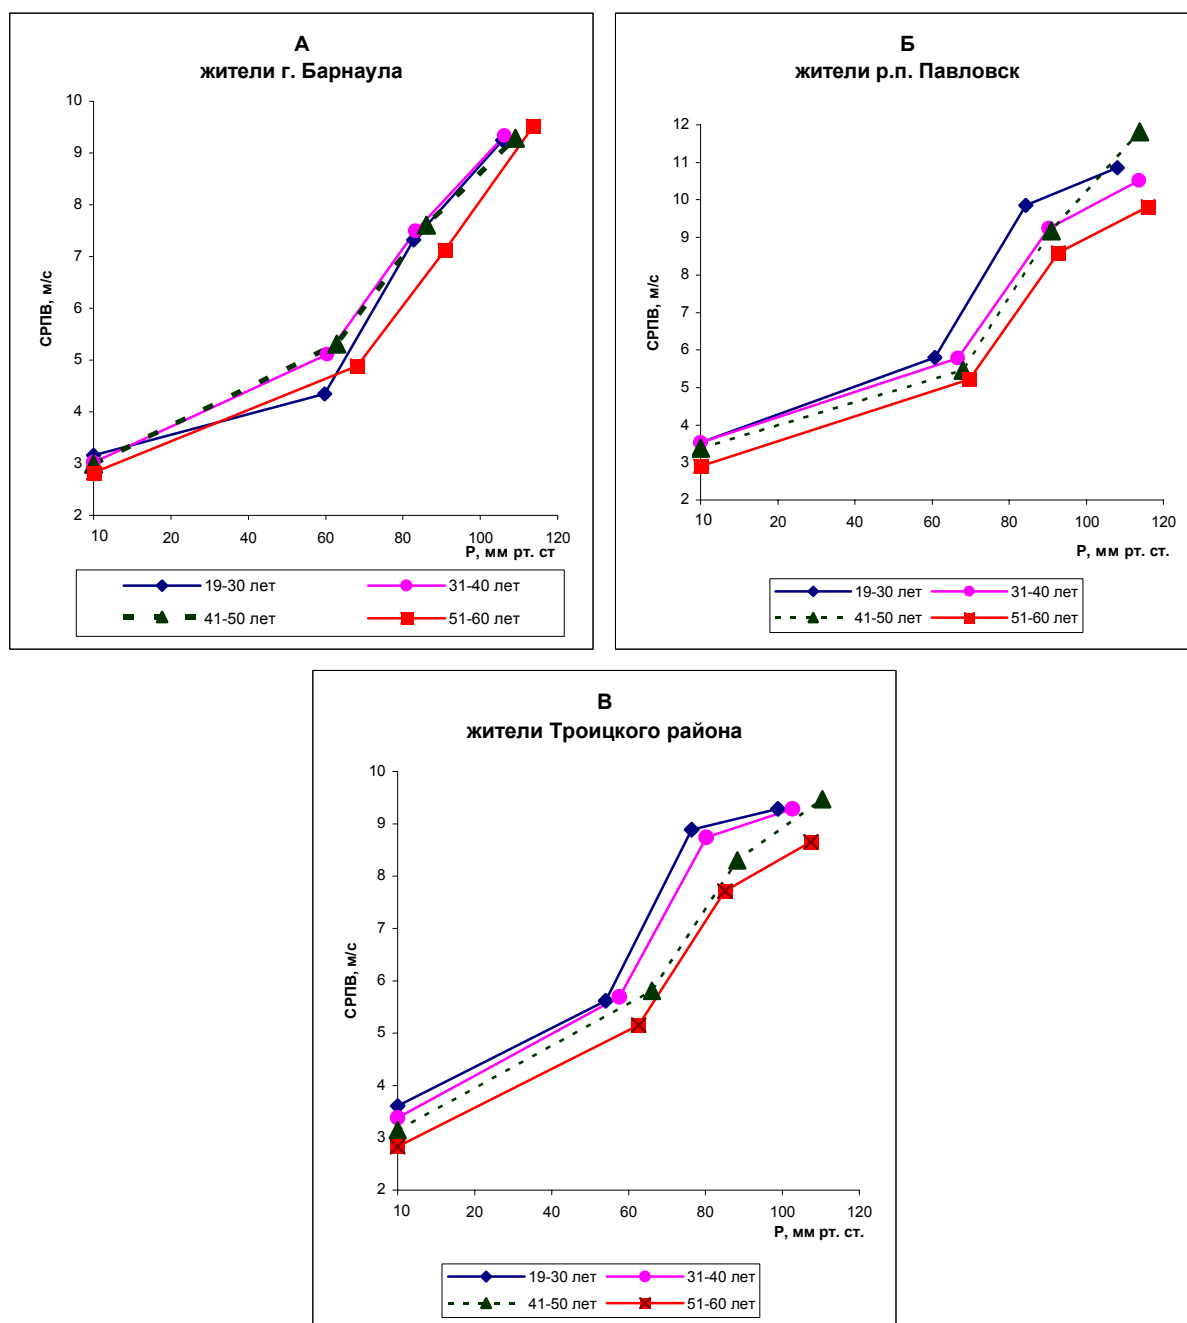 А
жители г. Барнаула
10
9
8
7
6
5
4
3
2
СРПВ, м/с
10 20 40 60 80 100 120
Р, мм рт. ст
19-30 лет 31-40 лет
41-50 лет 51-60 лет
Б
жители р.п. Павловск
12
11
10
9
8
7
6
5
4
3
2
СРПВ, м/с
10 20 40 60 80 100 120
Р, мм рт. ст.
19-30 лет 31-40 лет
41-50 лет 51-60 лет
В
жители Троицкого района
10
9
8
7
6
5
4
3
2
СРПВ, м/с
10 20 40 60 80 100 120
Р, мм рт. ст.
19-30 лет 31-40 лет
41-50 лет 51-60 лет